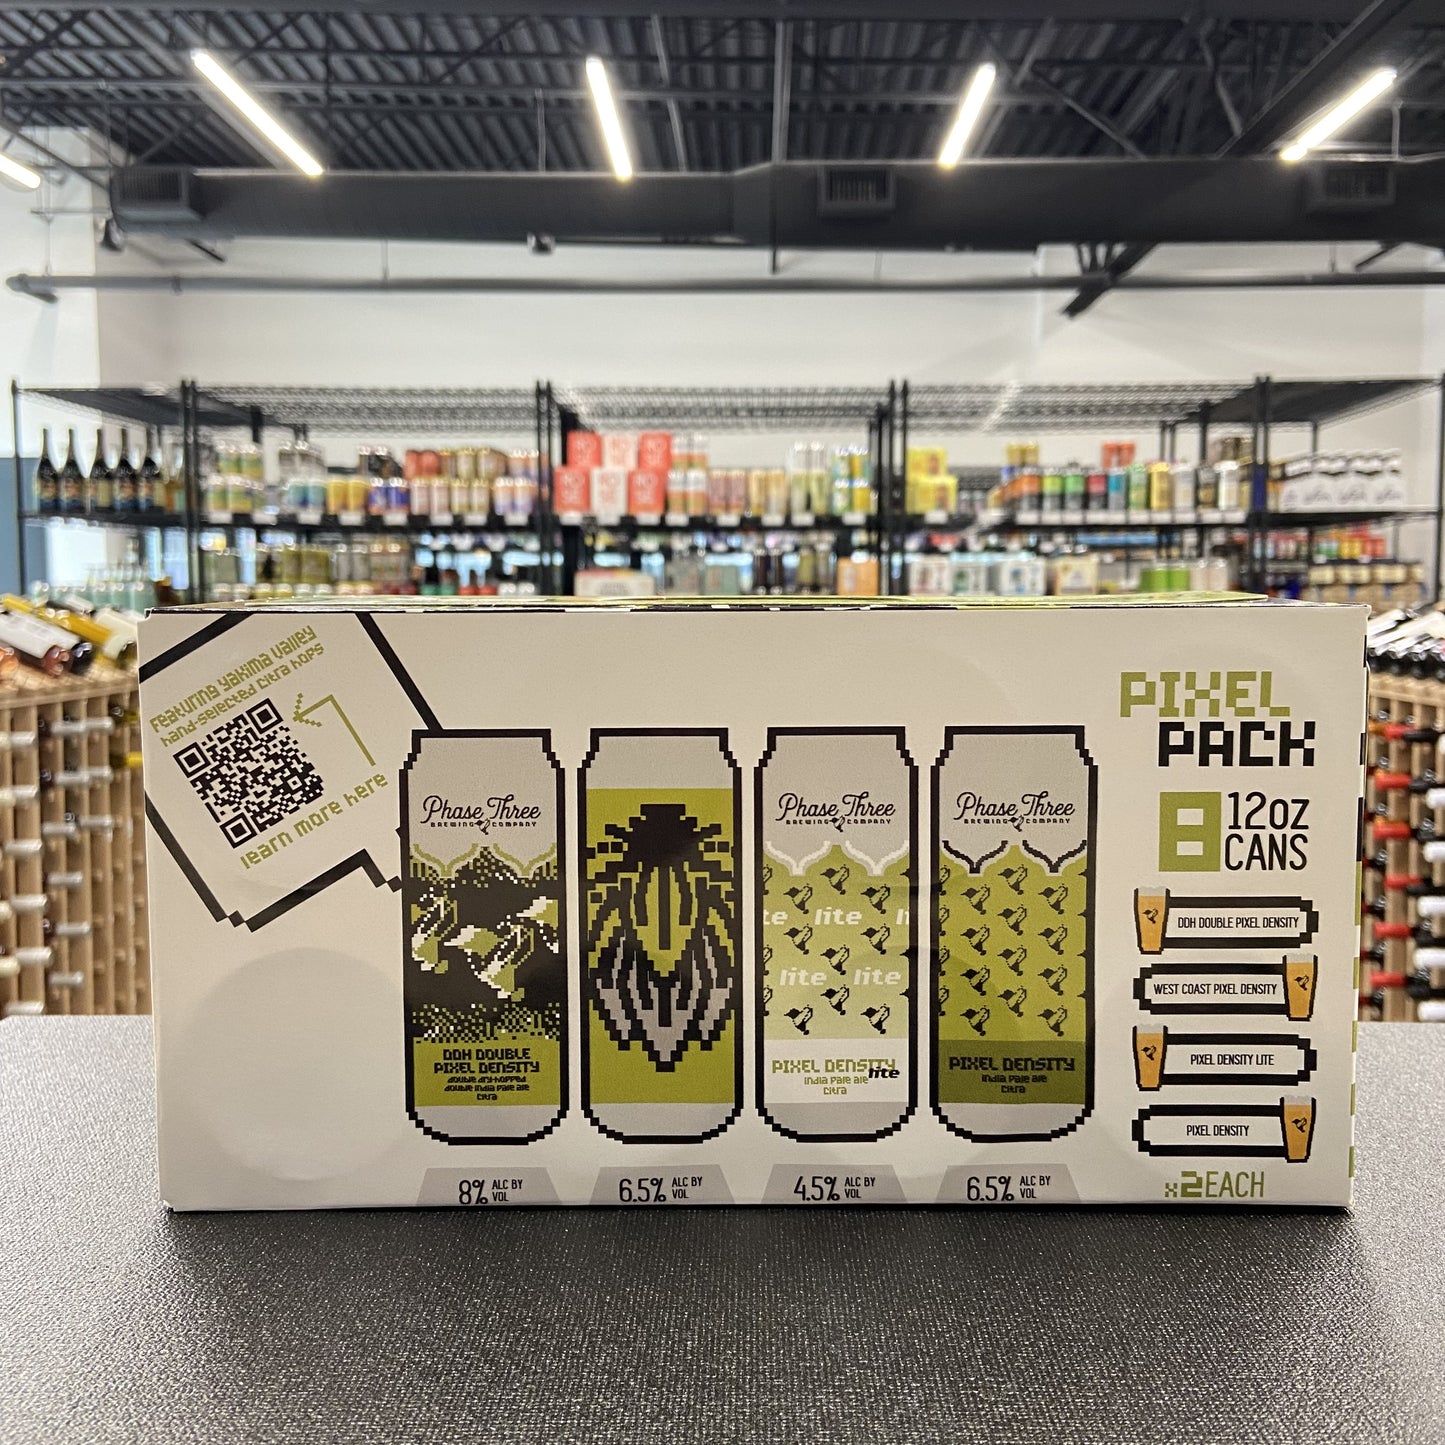 Featuring Yakima Valley
hand-selected Citra hops
learn more here
Phase Three
BREWING COMPANY
DDH DOUBLE
PIXEL DENSITY
double dry-hopped
double india pale ale
Citra
8% ALC BY
VOL
6.5% ALC BY
VOL
Phase Three
BREWING COMPANY
te lite li
lite lite
PIXEL DENSITY
lite
india pale ale
Citra
4.5% ALC BY
VOL
Phase Three
BREWING COMPANY
PIXEL DENSITY
india pale ale
Citra
6.5% ALC BY
VOL
PIXEL
PACK
8 12oz
CANS
DDH DOUBLE PIXEL DENSITY
WEST COAST PIXEL DENSITY
PIXEL DENSITY LITE
PIXEL DENSITY
x2EACH